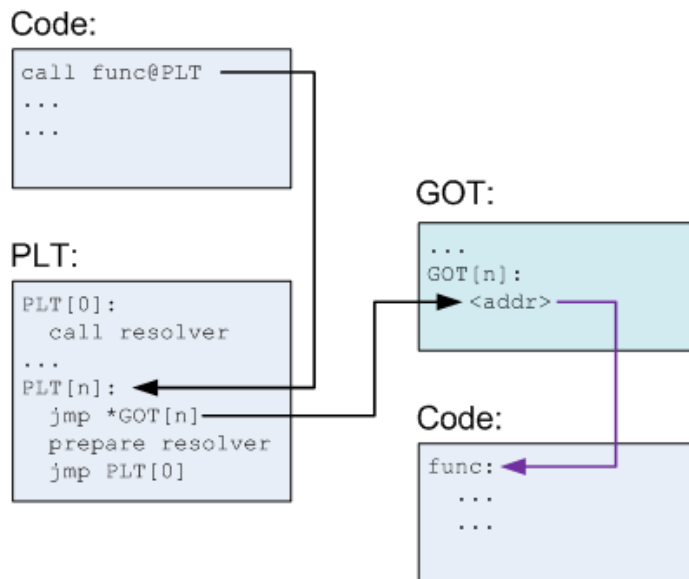 Code:
call func@PLT
...
...
PLT:
PLT[0]:
call resolver
...
PLT[n]:
jmp *GOT[n]
prepare resolver
jmp PLT[0]
GOT:
...
GOT[n]:
<addr>
Code:
func:
...
...